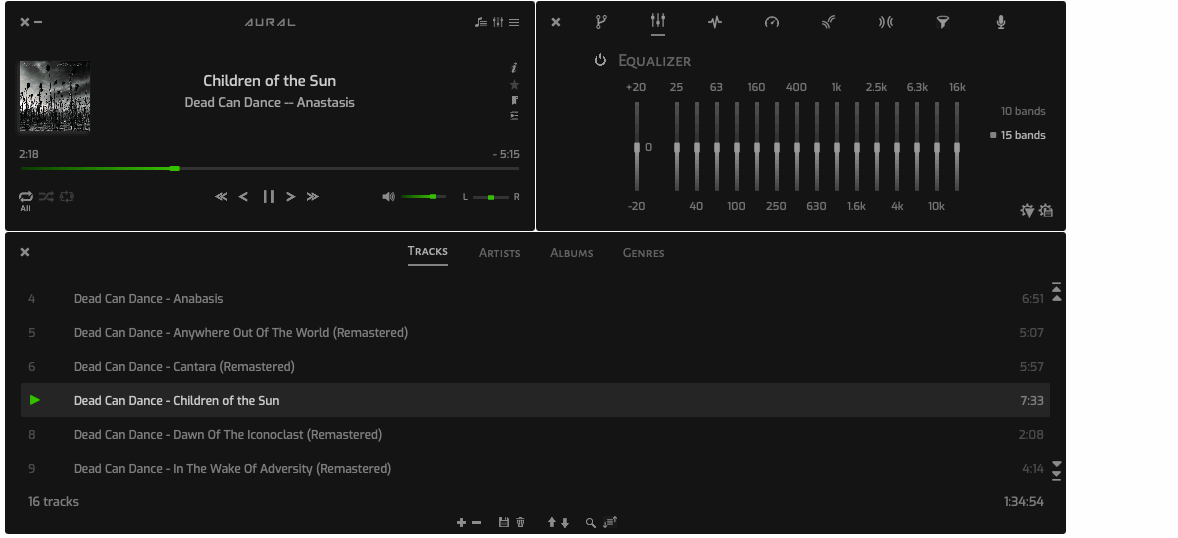 AURAL
Children of the Sun
Dead Can Dance -- Anastasis
2:18
- 5:15
All
L
R
Equalizer
+20 25 63 160 400 1k 2.5k 6.3k 16k
0
-20 40 100 250 630 1.6k 4k 10k
10 bands
15 bands
Tracks Artists Albums Genres
4 Dead Can Dance - Anabasis 6:51
5 Dead Can Dance - Anywhere Out Of The World (Remastered) 5:07
6 Dead Can Dance - Cantara (Remastered) 5:57
Dead Can Dance - Children of the Sun 7:33
8 Dead Can Dance - Dawn Of The Iconoclast (Remastered) 2:08
9 Dead Can Dance - In The Wake Of Adversity (Remastered) 4:14
16 tracks 1:34:54